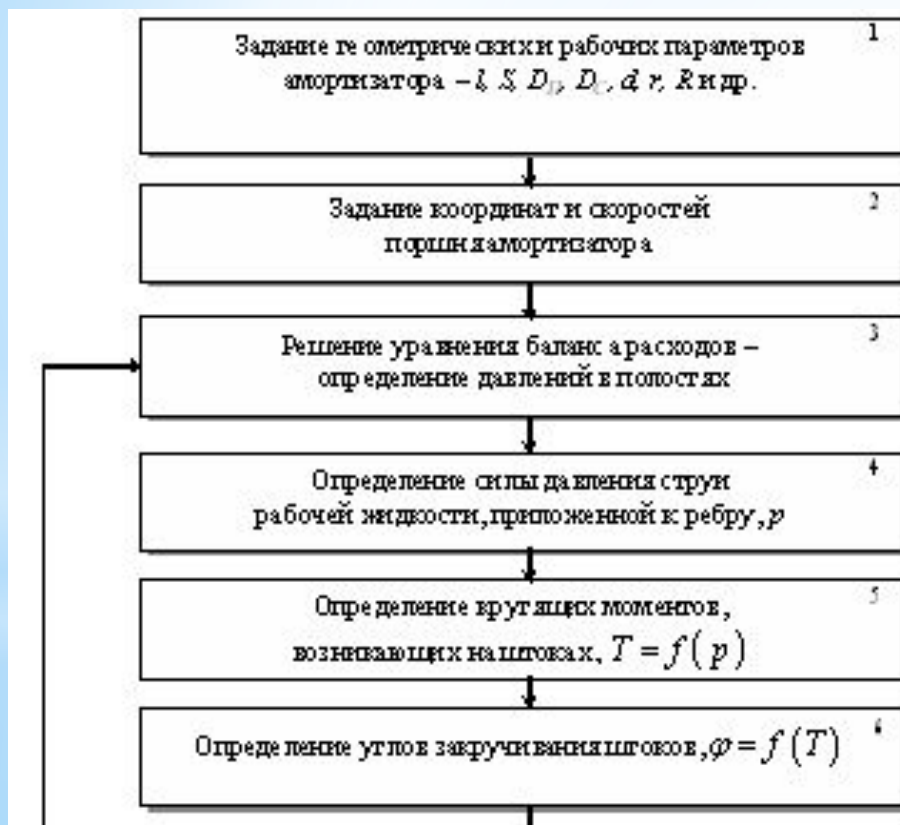 1
Задание геометрических и рабочих параметров
амортизатора – l, S, D_П, D_С, d, r, R и др.
2
Задание координат и скоростей
поршня амортизатора
3
Решение уравнения баланса расходов –
определение давлений в полостях
4
Определение силы давления струи
рабочей жидкости, приложенной к ребру, p
5
Определение крутящих моментов,
возникающих на штоках, T = f(p)
6
Определение углов закручивания штоков, φ = f(T)